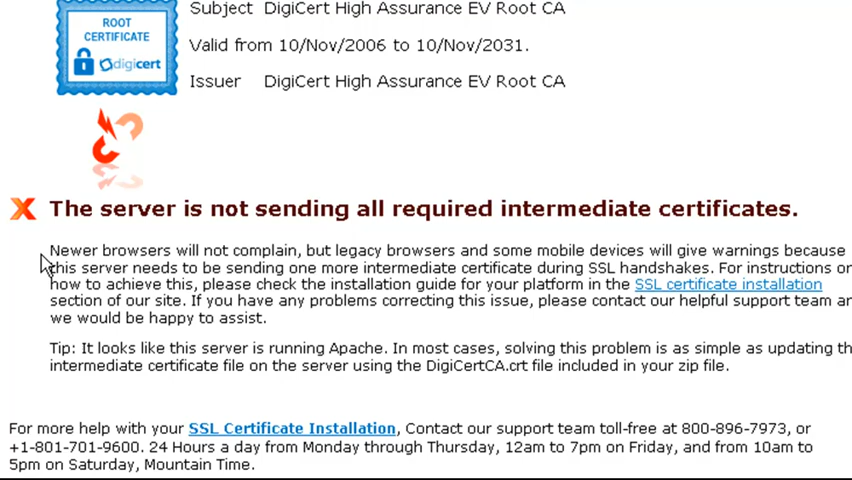 Subject DigiCert High Assurance EV Root CA
ROOT
CERTIFICATE
digicert
Valid from 10/Nov/2006 to 10/Nov/2031.
Issuer DigiCert High Assurance EV Root CA
X The server is not sending all required intermediate certificates.
Newer browsers will not complain, but legacy browsers and some mobile devices will give warnings because
this server needs to be sending one more intermediate certificate during SSL handshakes. For instructions on
how to achieve this, please check the installation guide for your platform in the SSL certificate installation
section of our site. If you have any problems correcting this issue, please contact our helpful support team
we would be happy to assist.
Tip: It looks like this server is running Apache. In most cases, solving this problem is as simple as updating
intermediate certificate file on the server using the DigiCertCA.crt file included in your zip file.
For more help with your SSL Certificate Installation, Contact our support team toll-free at 800-896-7973, or
+1-801-701-9600. 24 Hours a day from Monday through Thursday, 12am to 7pm on Friday, and from 10am to
5pm on Saturday, Mountain Time.